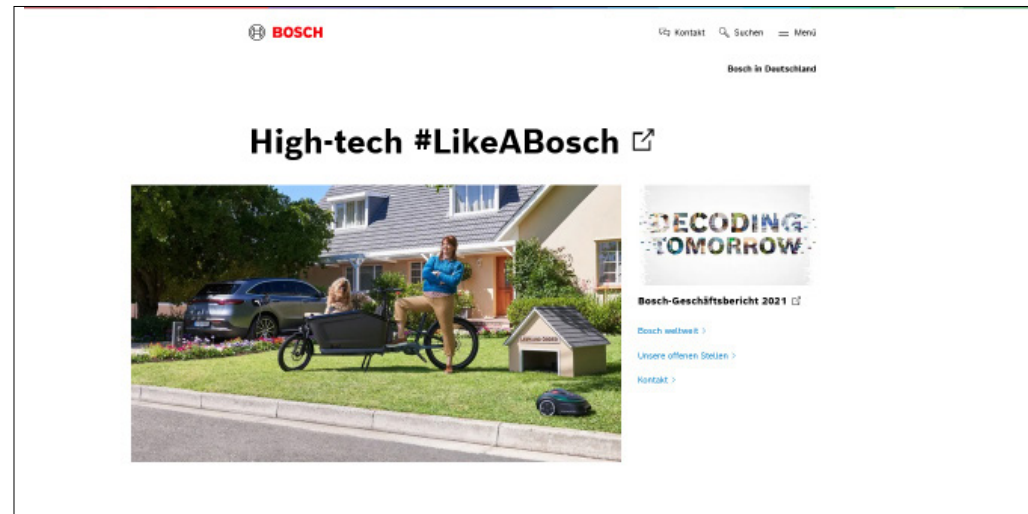 BOSCH
Kontakt Suchen Menü
Bosch in Deutschland
High-tech #LikeABosch
DECODING
TOMORROW
Bosch-Geschäftsbericht 2021
Bosch weltweit >
Unsere offenen Stellen >
Kontakt >